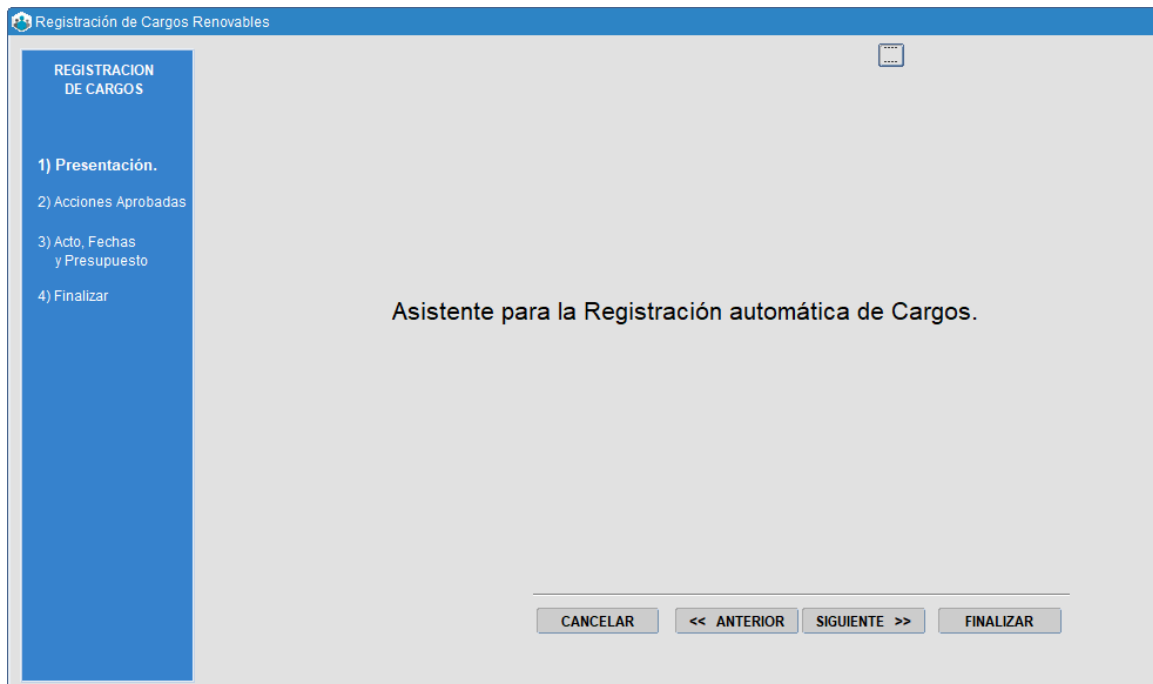 Registración de Cargos Renovables
REGISTRACION
DE CARGOS
1) Presentación.
2) Acciones Aprobadas
3) Acto, Fechas
y Presupuesto
4) Finalizar
Asistente para la Registración automática de Cargos.
CANCELAR
<< ANTERIOR
SIGUIENTE >>
FINALIZAR